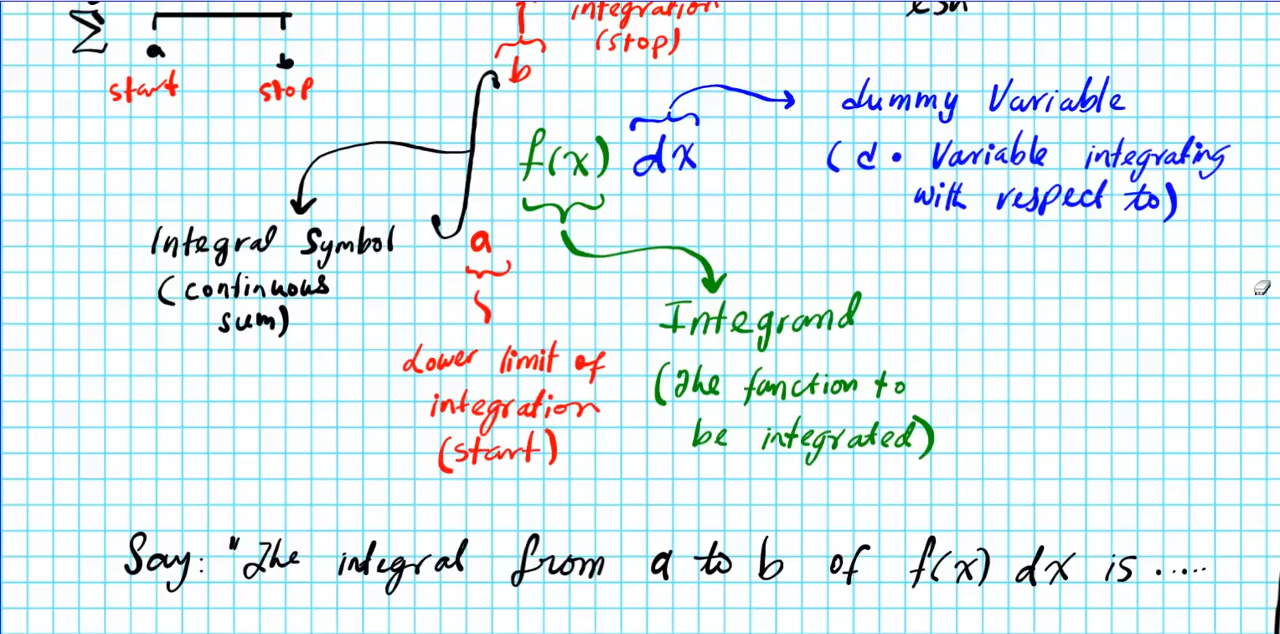 Σ
a
b
start
stop
integration
(stop)
b
f(x) dx
a
dummy Variable
(d • Variable integrating
with respect to)
Integral Symbol
(continuous
sum)
Lower limit of
integration
(start)
Integrand
(The function to
be integrated)
Say: "The integral from a to b of f(x) dx is .....